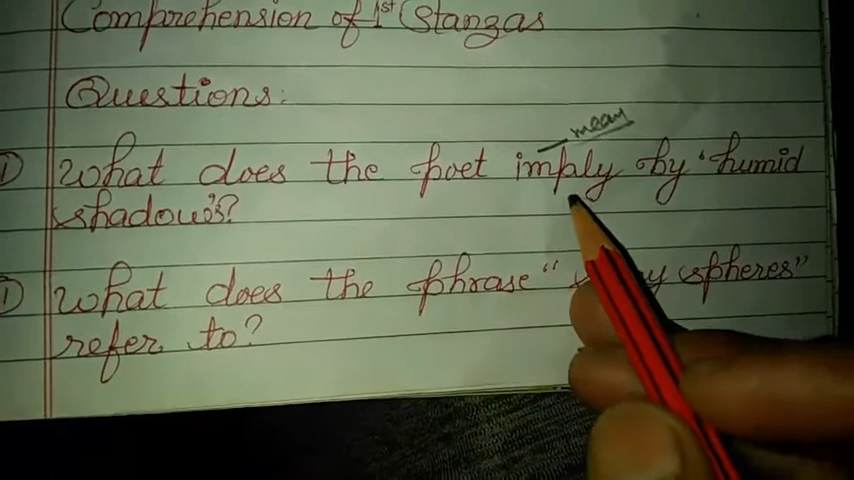 Comprehension of 1st Stanzas
Questions:
mean
① What does the poet imply by 'humid
shadows?
① What does the phrase " spheres"
refer to?